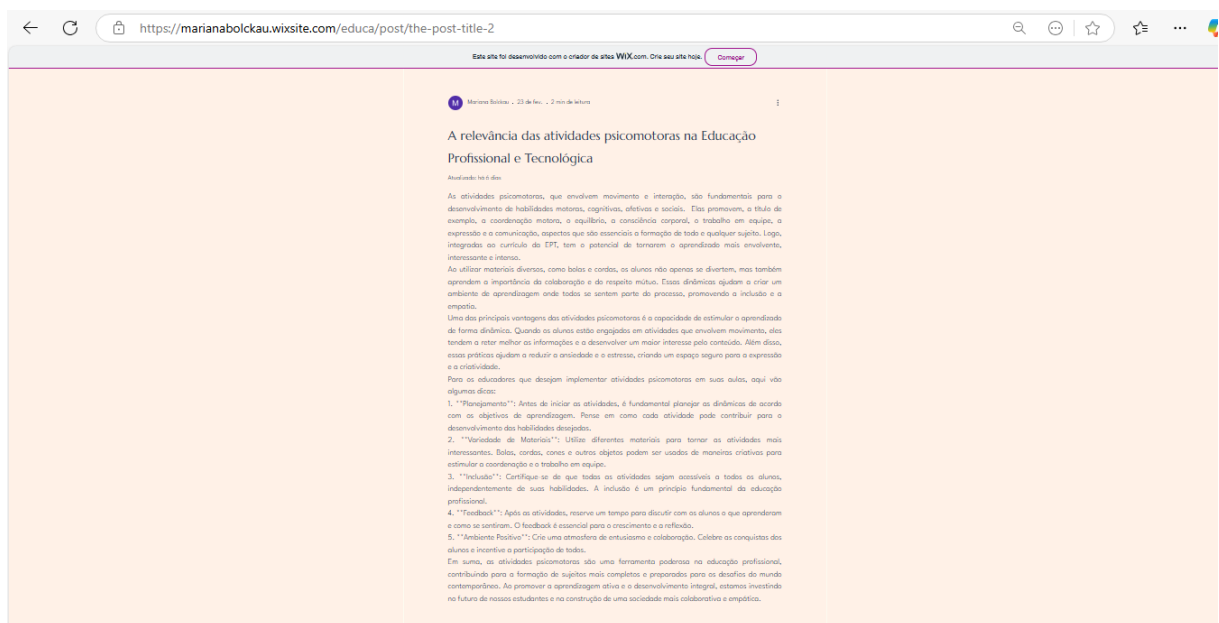 https://marianabolckau.wixsite.com/educa/post/the-post-title-2
Este site foi desenvolvido com o criador de sites WiX.com. Crie seu site hoje. Começar
M Mariana Bolckau . 23 de fev. . 2 min de leitura
A relevância das atividades psicomotoras na Educação
Profissional e Tecnológica
Atualizado: há 6 dias
As atividades psicomotoras, que envolvem movimento e interação, são fundamentais para o
desenvolvimento de habilidades motoras, cognitivas, afetivas e sociais. Elas promovem, a título de
exemplo, a coordenação motora, o equilíbrio, a consciência corporal, o trabalho em equipe, a
expressão e a comunicação, aspectos que são essenciais a formação de todo e qualquer sujeito. Logo,
integradas ao currículo da EPT, tem o potencial de tornarem o aprendizado mais envolvente,
interessante e intenso.
Ao utilizar materiais diversos, como bolas e cordas, os alunos não apenas se divertem, mas também
aprendem a importância da colaboração e do respeito mútuo. Essas dinâmicas ajudam a criar um
ambiente de aprendizagem onde todos se sentem parte do processo, promovendo a inclusão e a
empatia.
Uma das principais vantagens das atividades psicomotoras é a capacidade de estimular o aprendizado
de forma dinâmica. Quando os alunos estão engajados em atividades que envolvem movimento, eles
tendem a reter melhor as informações e a desenvolver um maior interesse pelo conteúdo. Além disso,
essas práticas ajudam a reduzir a ansiedade e o estresse, criando um espaço seguro para a expressão
e a criatividade.
Para os educadores que desejam implementar atividades psicomotoras em suas aulas, aqui vão
algumas dicas:
1. **Planejamento**: Antes de iniciar as atividades, é fundamental planejar as dinâmicas de acordo
com os objetivos de aprendizagem. Pense em como cada atividade pode contribuir para o
desenvolvimento das habilidades desejadas.
2. **Variedade de Materiais**: Utilize diferentes materiais para tornar as atividades mais
interessantes. Bolas, cordas, cones e outros objetos podem ser usados de maneiras criativas para
estimular a coordenação e o trabalho em equipe.
3. **Inclusão**: Certifique-se de que todas as atividades sejam acessíveis a todos os alunos,
independentemente de suas habilidades. A inclusão é um princípio fundamental da educação
profissional.
4. **Feedback**: Após as atividades, reserve um tempo para discutir com os alunos o que aprenderam
e como se sentiram. O feedback é essencial para o crescimento e a reflexão.
5. **Ambiente Positivo**: Crie uma atmosfera de entusiasmo e colaboração. Celebre as conquistas dos
alunos e incentive a participação de todos.
Em suma, as atividades psicomotoras são uma ferramenta poderosa na educação profissional,
contribuindo para a formação de sujeitos mais completos e preparados para os desafios do mundo
contemporâneo. Ao promover a aprendizagem ativa e o desenvolvimento integral, estamos investindo
no futuro de nossos estudantes e na construção de uma sociedade mais colaborativa e empática.